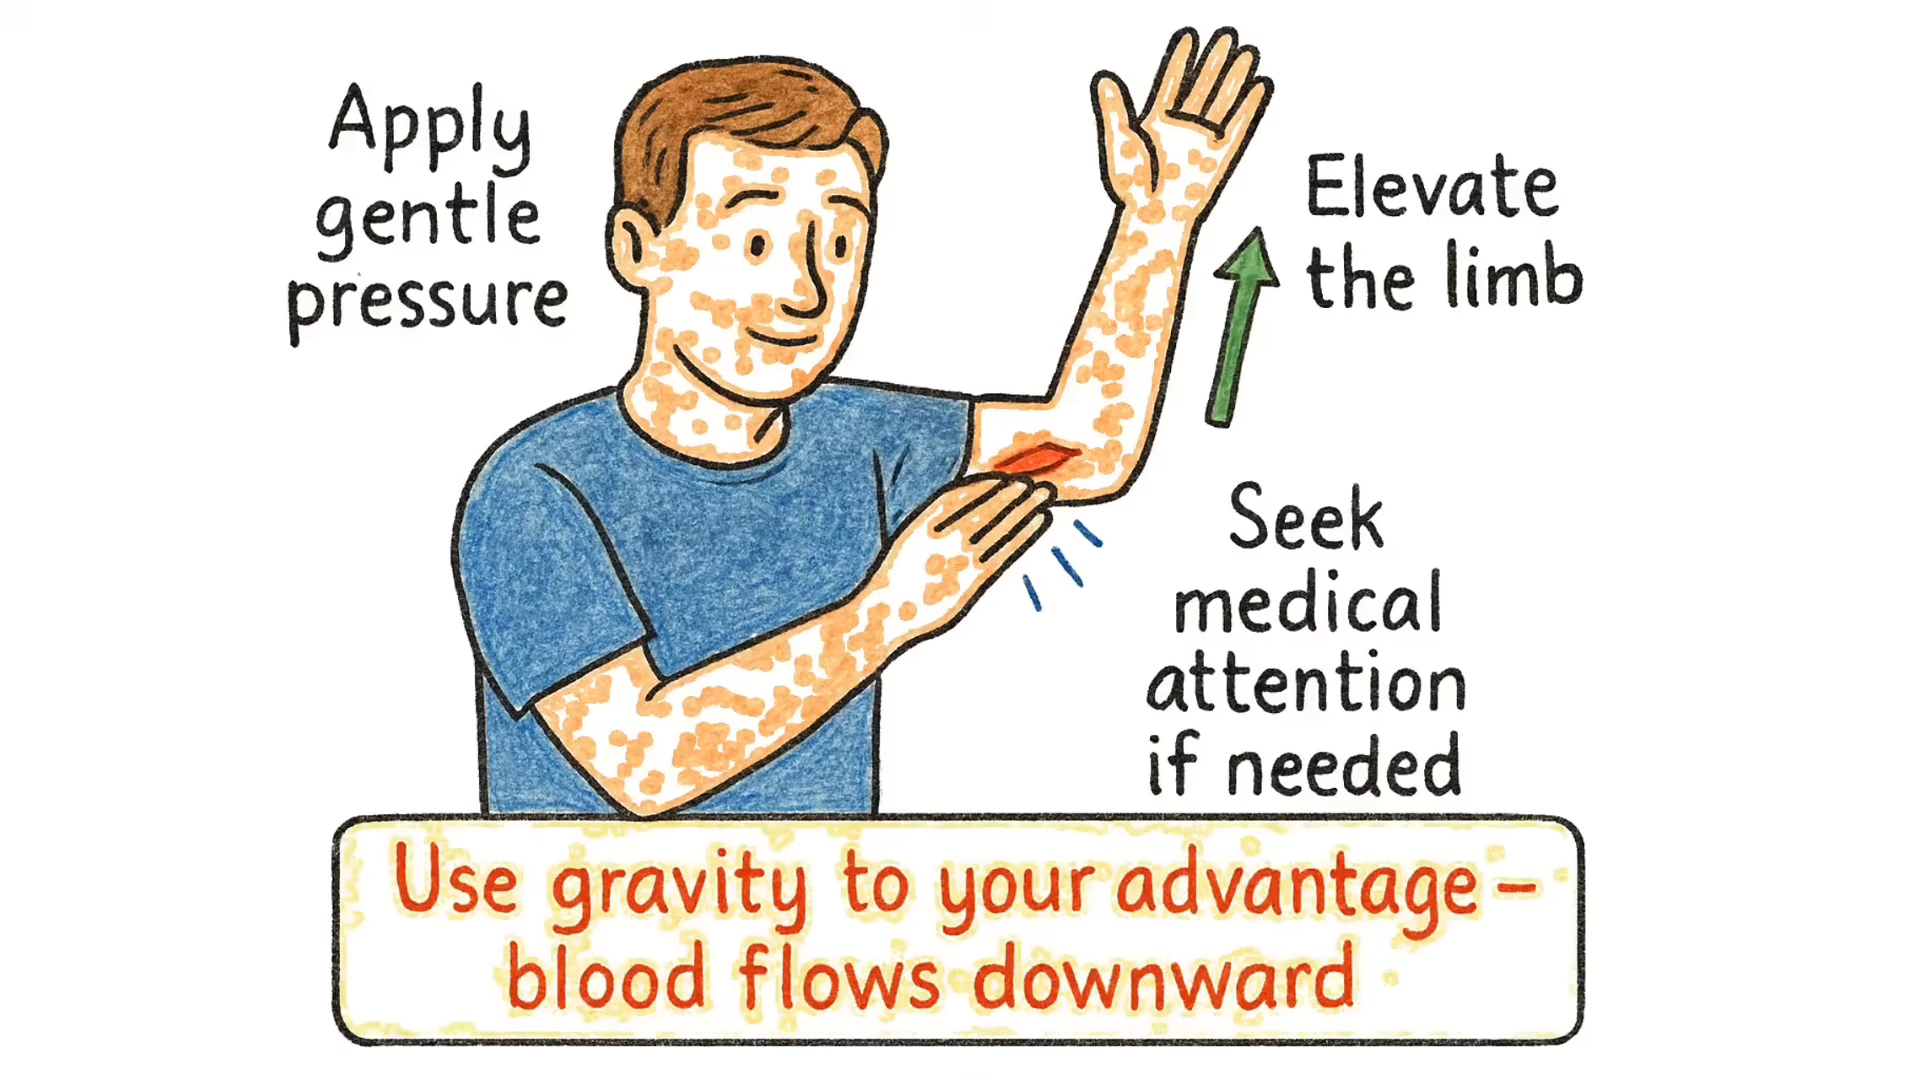 Apply
gentle
pressure
Elevate
the limb
Seek
medical
attention
if needed
Use gravity to your advantage –
blood flows downward